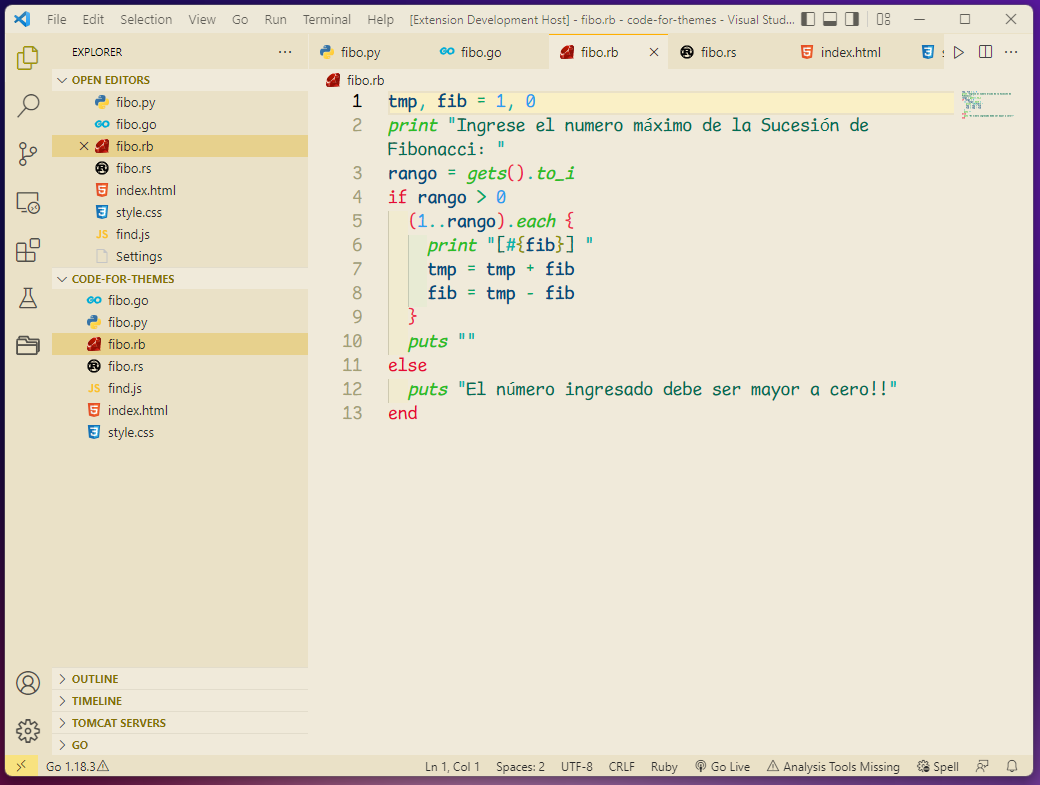 File Edit Selection View Go Run Terminal Help [Extension Development Host] - fibo.rb - code-for-themes - Visual Stud...
EXPLORER
fibo.py fibo.go fibo.rb fibo.rs index.html
OPEN EDITORS
fibo.py
GO fibo.go
fibo.rb
fibo.rs
index.html
style.css
JS find.js
Settings
CODE-FOR-THEMES
GO fibo.go
fibo.py
fibo.rb
fibo.rs
JS find.js
index.html
style.css
OUTLINE
TIMELINE
TOMCAT SERVERS
GO
fibo.rb
1 tmp, fib = 1, 0
2 print "Ingrese el numero máximo de la Sucesión de
Fibonacci: "
3 rango = gets().to_i
4 if rango > 0
5 (1..rango).each {
6 print "[#{fib}] "
7 tmp = tmp + fib
8 fib = tmp - fib
9 }
10 puts ""
11 else
12 puts "El número ingresado debe ser mayor a cero!!"
13 end
Go 1.18.3 Ln 1, Col 1 Spaces: 2 UTF-8 CRLF Ruby Go Live Analysis Tools Missing Spell